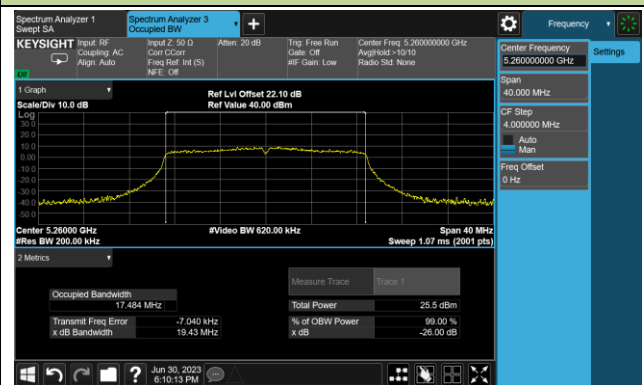 Spectrum Analyzer 1
Swept SA
Spectrum Analyzer 3
Occupied BW
Frequency
KEYSIGHT
Input: RF
Coupling: AC
Align: Auto
Input Z: 50 Ω
Corr CCorr
Freq Ref: Int (S)
NFE: Off
Atten: 20 dB
Trig: Free Run
Gate: Off
#IF Gain: Low
Center Freq: 5.260000000 GHz
Avg|Hold:>10/10
Radio Std: None
Center Frequency
5.260000000 GHz
Settings
Span
40.000 MHz
CF Step
4.000000 MHz
Auto
Man
Freq Offset
0 Hz
1 Graph
Scale/Div 10.0 dB
Ref Lvl Offset 22.10 dB
Ref Value 40.00 dBm
Log
30.0
20.0
10.0
0.00
-10.0
-20.0
-30.0
-40.0
-50.0
Center 5.26000 GHz
#Res BW 200.00 kHz
#Video BW 620.00 kHz
Span 40 MHz
Sweep 1.07 ms (2001 pts)
2 Metrics
Measure Trace
Trace 1
Occupied Bandwidth
17.484 MHz
Total Power
25.5 dBm
Transmit Freq Error
-7.040 kHz
% of OBW Power
99.00 %
x dB Bandwidth
19.43 MHz
x dB
-26.00 dB
Jun 30, 2023
6:10:13 PM